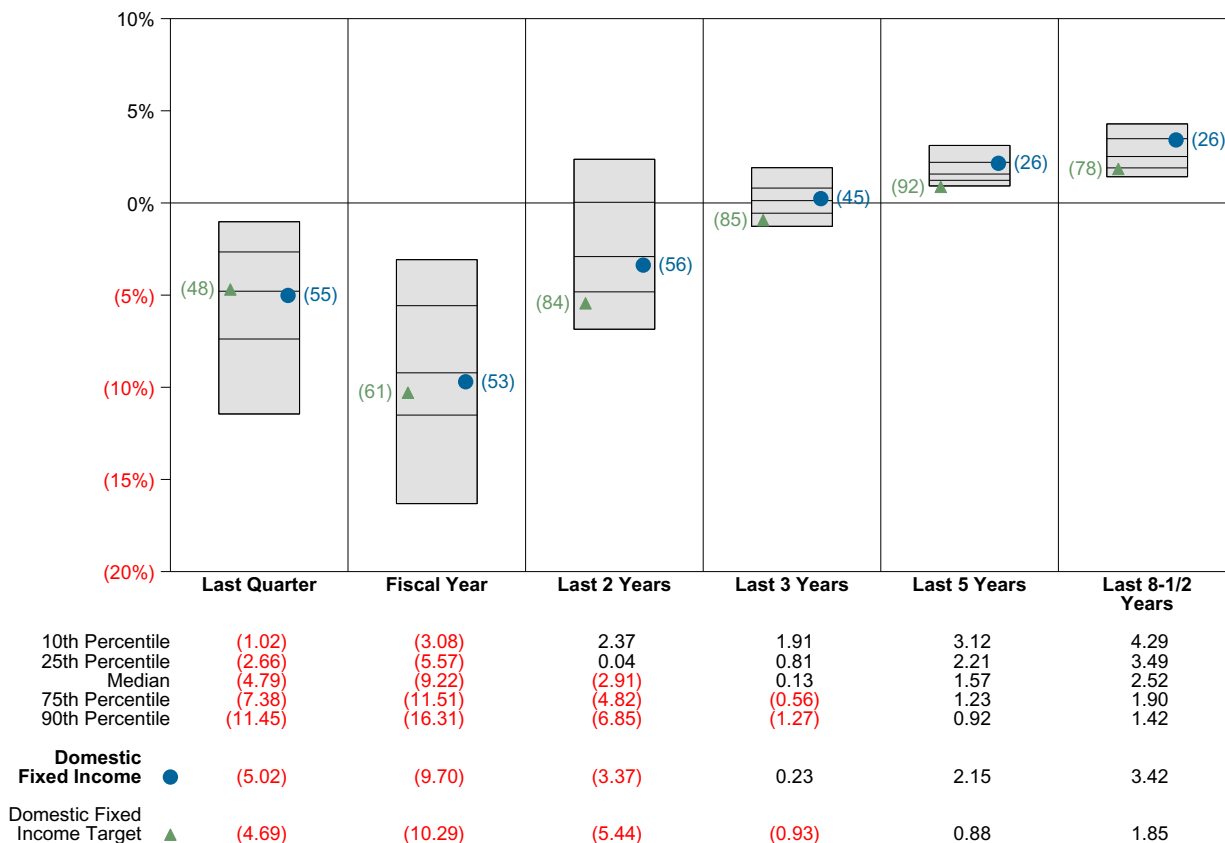 10%
5%
0%
(5%)
(10%)
(15%)
(20%)
(48)
(55)
(61)
(53)
(84)
(56)
(85)
(45)
(92)
(26)
(78)
(26)
Last Quarter Fiscal Year Last 2 Years Last 3 Years Last 5 Years Last 8-1/2
Years
10th Percentile (1.02) (3.08) 2.37 1.91 3.12 4.29
25th Percentile (2.66) (5.57) 0.04 0.81 2.21 3.49
Median (4.79) (9.22) (2.91) 0.13 1.57 2.52
75th Percentile (7.38) (11.51) (4.82) (0.56) 1.23 1.90
90th Percentile (11.45) (16.31) (6.85) (1.27) 0.92 1.42
Domestic
Fixed Income (5.02) (9.70) (3.37) 0.23 2.15 3.42
Domestic Fixed
Income Target (4.69) (10.29) (5.44) (0.93) 0.88 1.85